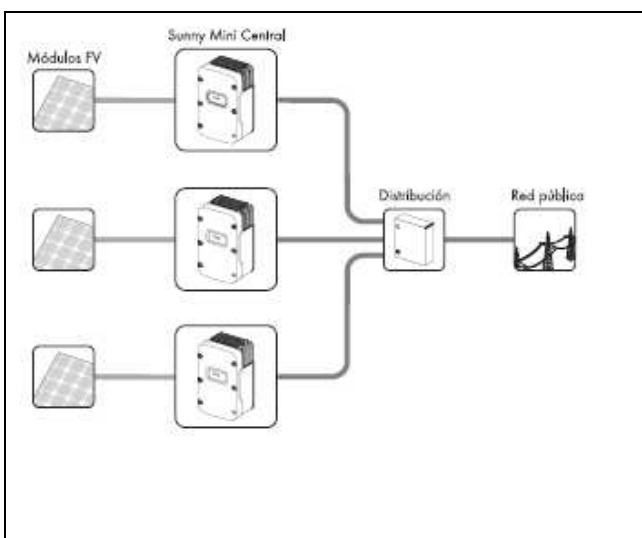 Sunny Mini Central
Módulos FV
Distribución
Red pública